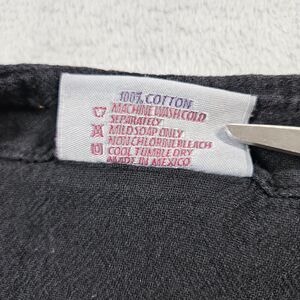 100% COTTON
MACHINE WASH COLD
SEPARATELY
MILD SOAP ONLY
NON CHLORINE BLEACH
COOL TUMBLE DRY
MADE IN MEXICO